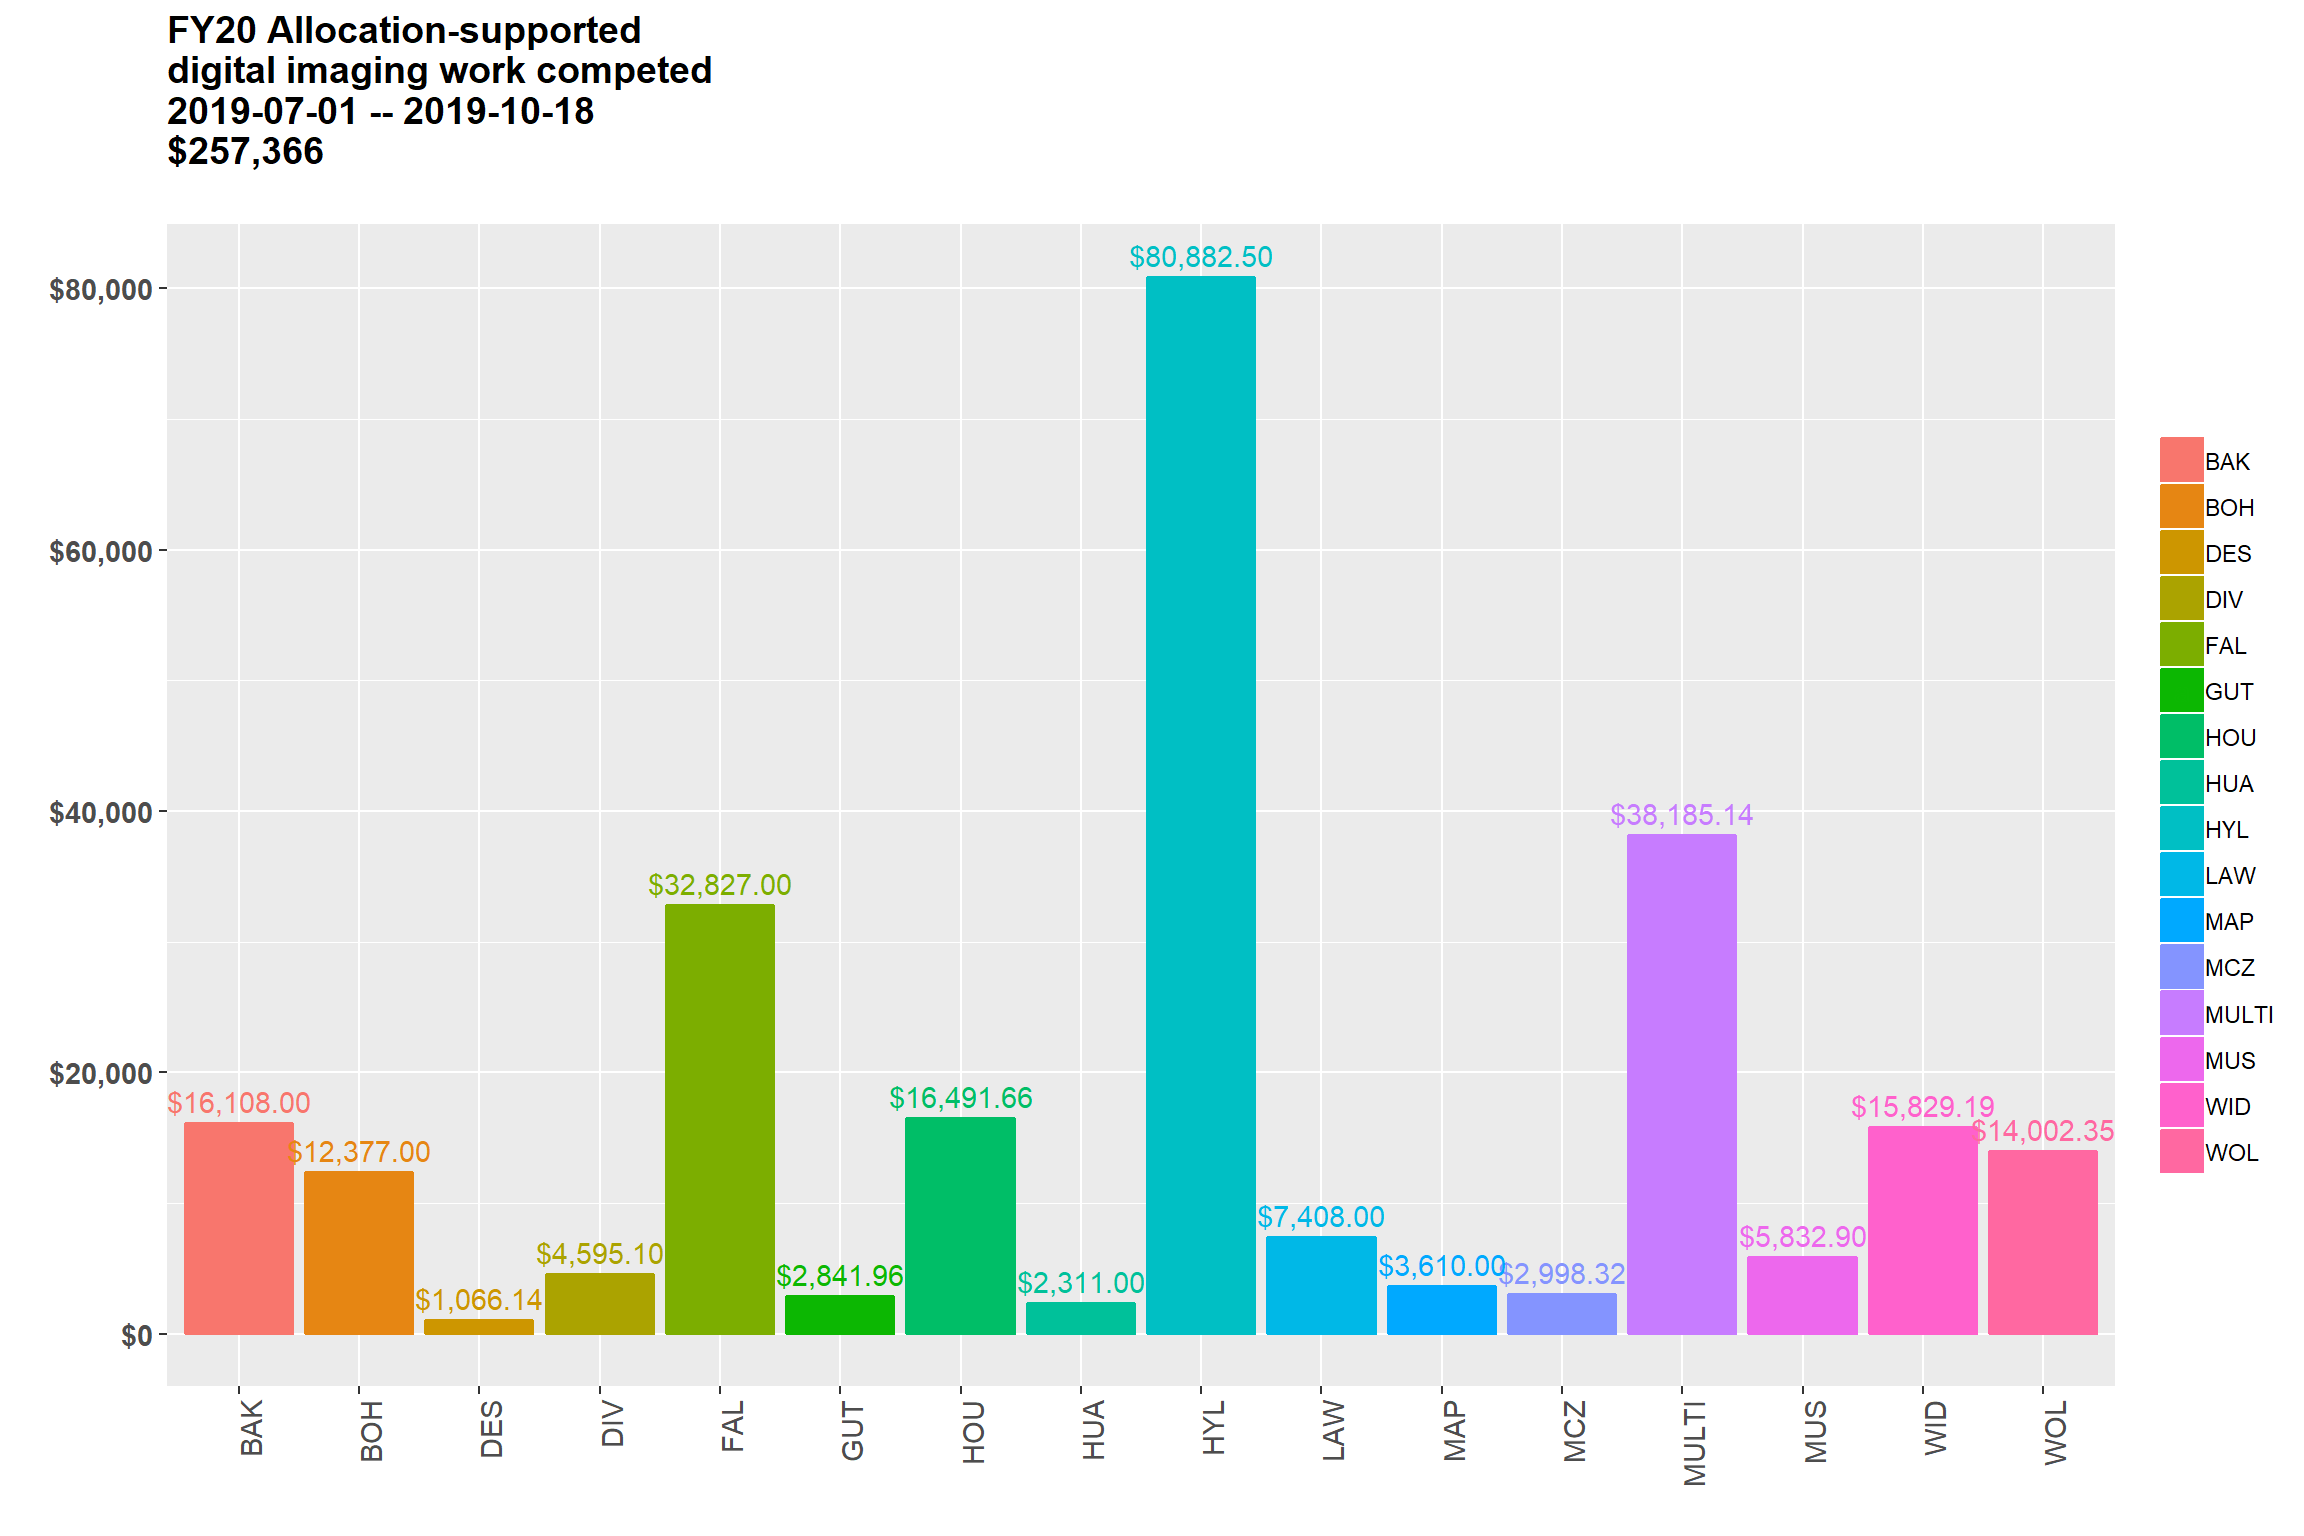 FY20 Allocation-supported
digital imaging work competed
2019-07-01 -- 2019-10-18
$257,366
$80,000
$60,000
$40,000
$20,000
$0
$16,108.00
$12,377.00
$1,066.14
$4,595.10
$32,827.00
$2,841.96
$16,491.66
$2,311.00
$80,882.50
$7,408.00
$3,610.00
$2,998.32
$38,185.14
$5,832.90
$15,829.19
$14,002.35
BAK
BOH
DES
DIV
FAL
GUT
HOU
HUA
HYL
LAW
MAP
MCZ
MULTI
MUS
WID
WOL
BAK
BOH
DES
DIV
FAL
GUT
HOU
HUA
HYL
LAW
MAP
MCZ
MULTI
MUS
WID
WOL